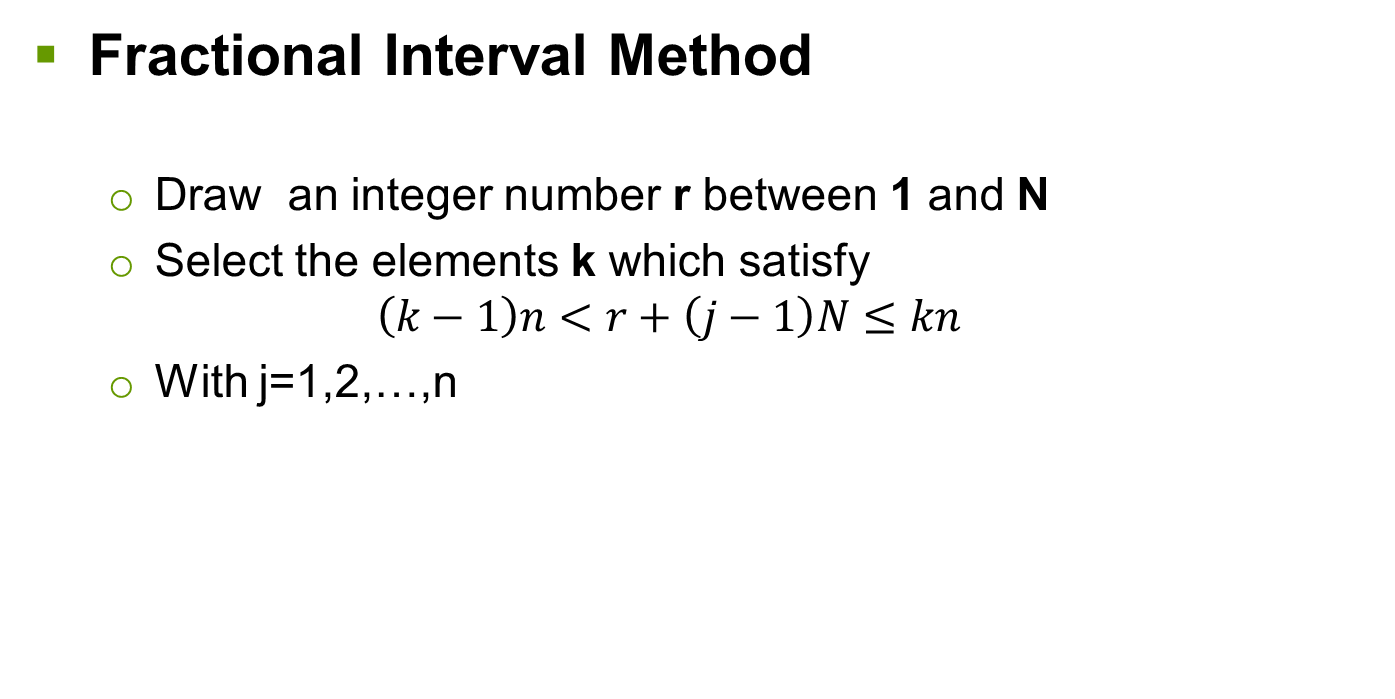 ▪ Fractional Interval Method
o Draw an integer number r between 1 and N
o Select the elements k which satisfy
(k − 1)n < r + (j − 1)N ≤ kn
o With j=1,2,…,n